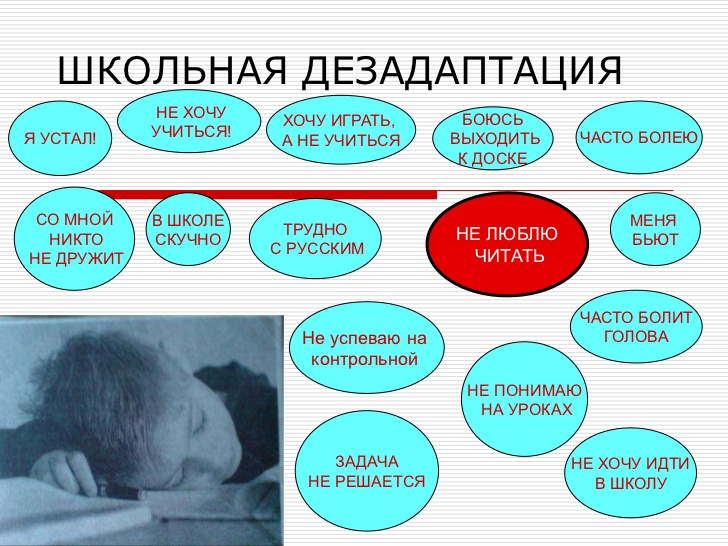 ШКОЛЬНАЯ ДЕЗАДАПТАЦИЯ
Я УСТАЛ!
НЕ ХОЧУ
УЧИТЬСЯ!
ХОЧУ ИГРАТЬ,
А НЕ УЧИТЬСЯ
БОЮСЬ
ВЫХОДИТЬ
К ДОСКЕ
ЧАСТО БОЛЕЮ
СО МНОЙ
НИКТО
НЕ ДРУЖИТ
В ШКОЛЕ
СКУЧНО
ТРУДНО
С РУССКИМ
НЕ ЛЮБЛЮ
ЧИТАТЬ
МЕНЯ
БЬЮТ
Не успеваю на
контрольной
ЧАСТО БОЛИТ
ГОЛОВА
НЕ ПОНИМАЮ
НА УРОКАХ
ЗАДАЧА
НЕ РЕШАЕТСЯ
НЕ ХОЧУ ИДТИ
В ШКОЛУ